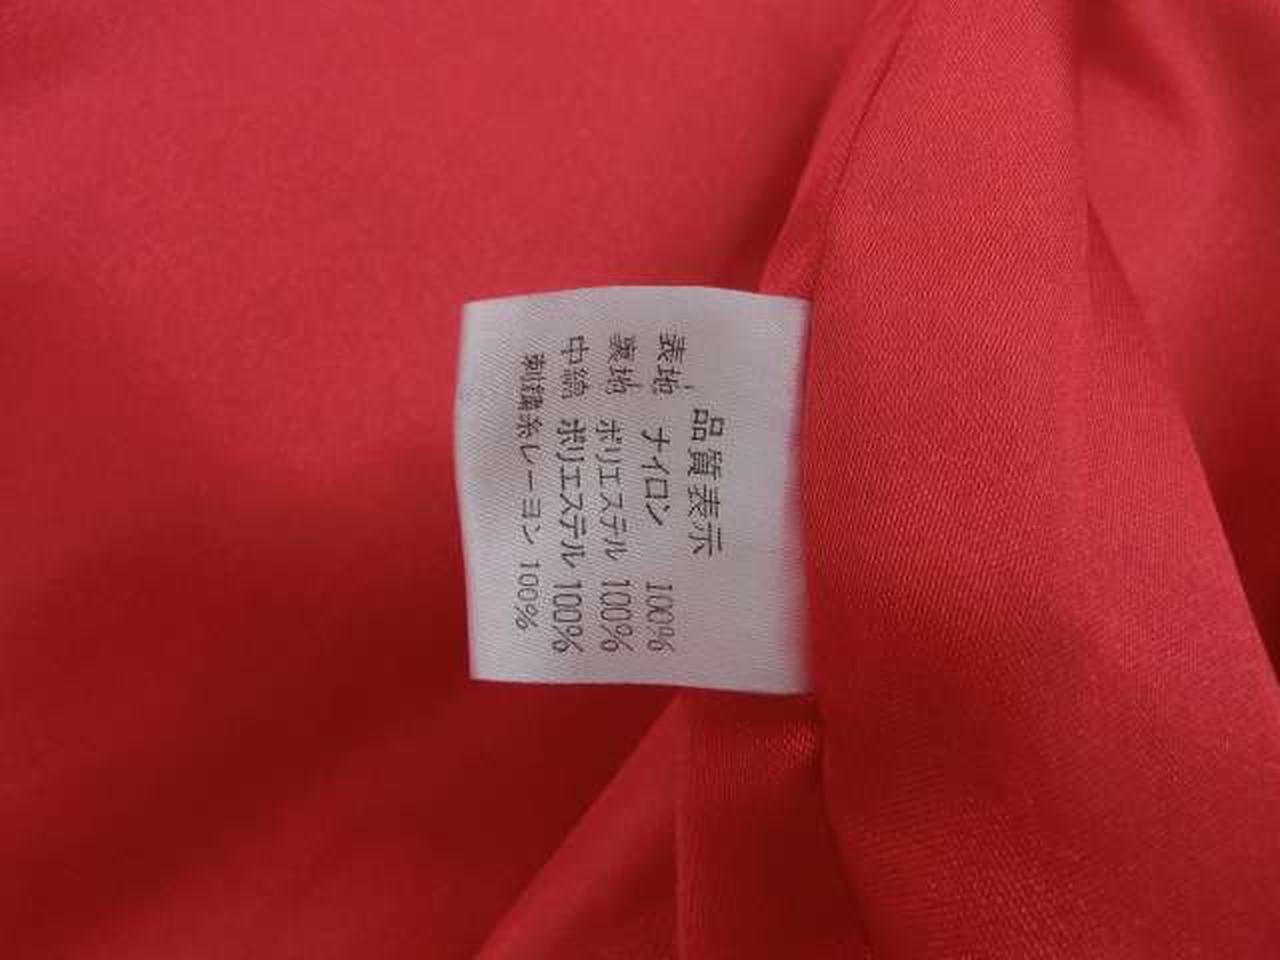 品質表示
表地 ナイロン 100%
裏地 ポリエステル 100%
中綿 ポリエステル 100%
刺繍糸レーヨン 100%